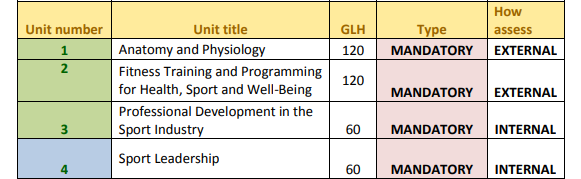 Unit number Unit title GLH Type How assess
1 Anatomy and Physiology 120 MANDATORY EXTERNAL
2 Fitness Training and Programming
for Health, Sport and Well-Being 120 MANDATORY EXTERNAL
Professional Development in the
3 Sport Industry 60 MANDATORY INTERNAL
Sport Leadership
4 60 MANDATORY INTERNAL